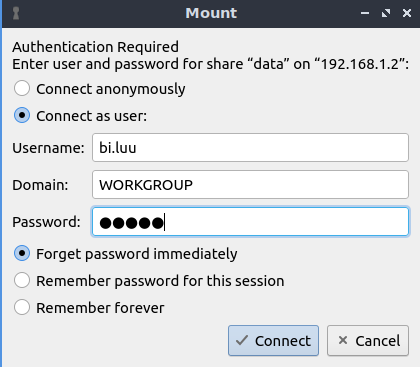 Mount
Authentication Required
Enter user and password for share “data” on “192.168.1.2”:
Connect anonymously
Connect as user:
Username: bi.luu
Domain: WORKGROUP
Password: ●●●●●
Forget password immediately
Remember password for this session
Remember forever
Connect Cancel